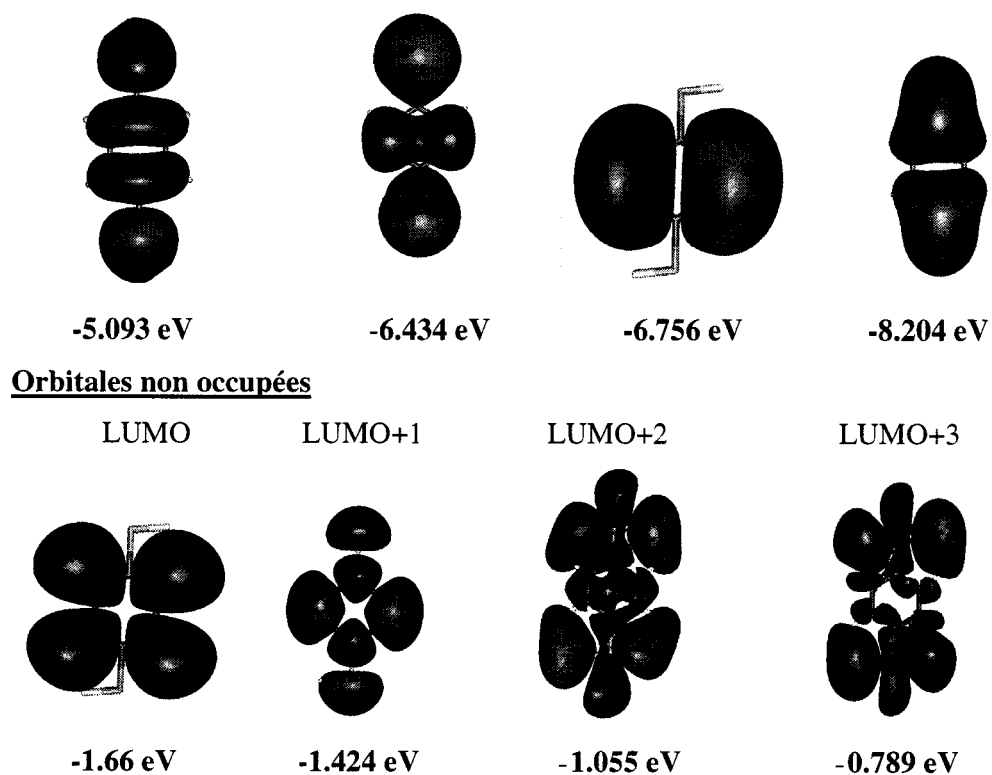 -5.093 eV -6.434 eV -6.756 eV -8.204 eV
Orbitales non occupées
LUMO LUMO+1 LUMO+2 LUMO+3
-1.66 eV -1.424 eV -1.055 eV -0.789 eV